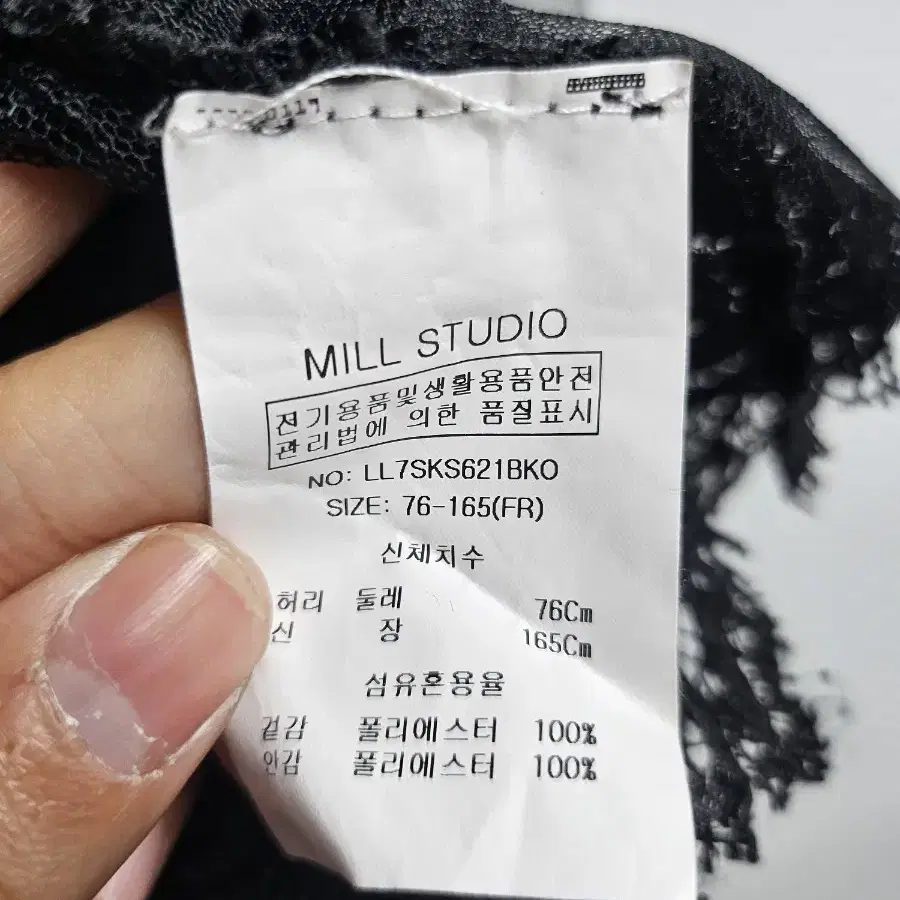 MILL STUDIO
전기용품및생활용품안전
관리법에 의한 품질표시
NO: LL7SKS621BKO
SIZE: 76-165(FR)
신체치수
허리 둘레 76Cm
신 장 165Cm
섬유혼용율
겉감 폴리에스터 100%
안감 폴리에스터 100%